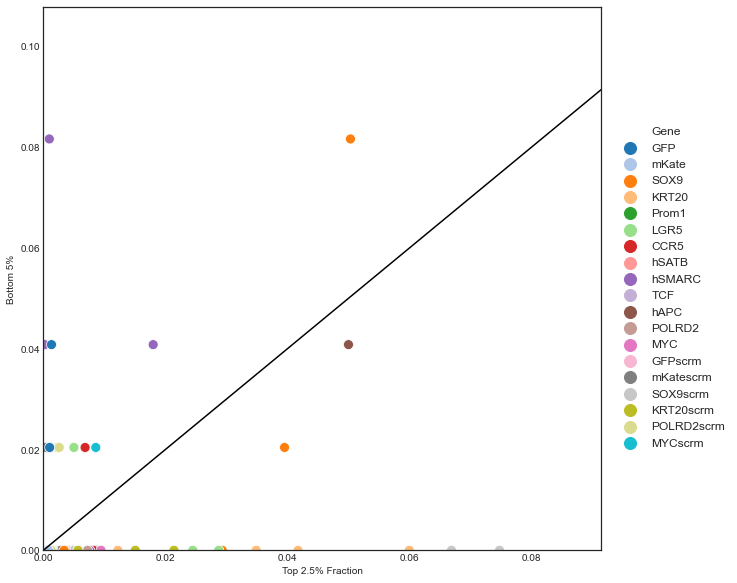 0.10
0.08
0.06
0.04
0.02
0.00
Bottom 5%
0.00 0.02 0.04 0.06 0.08
Top 2.5% Fraction
Gene
GFP
mKate
SOX9
KRT20
Prom1
LGR5
CCR5
hSATB
hSMARC
TCF
hAPC
POLRD2
MYC
GFPscrm
mKatescrm
SOX9scrm
KRT20scrm
POLRD2scrm
MYCscrm